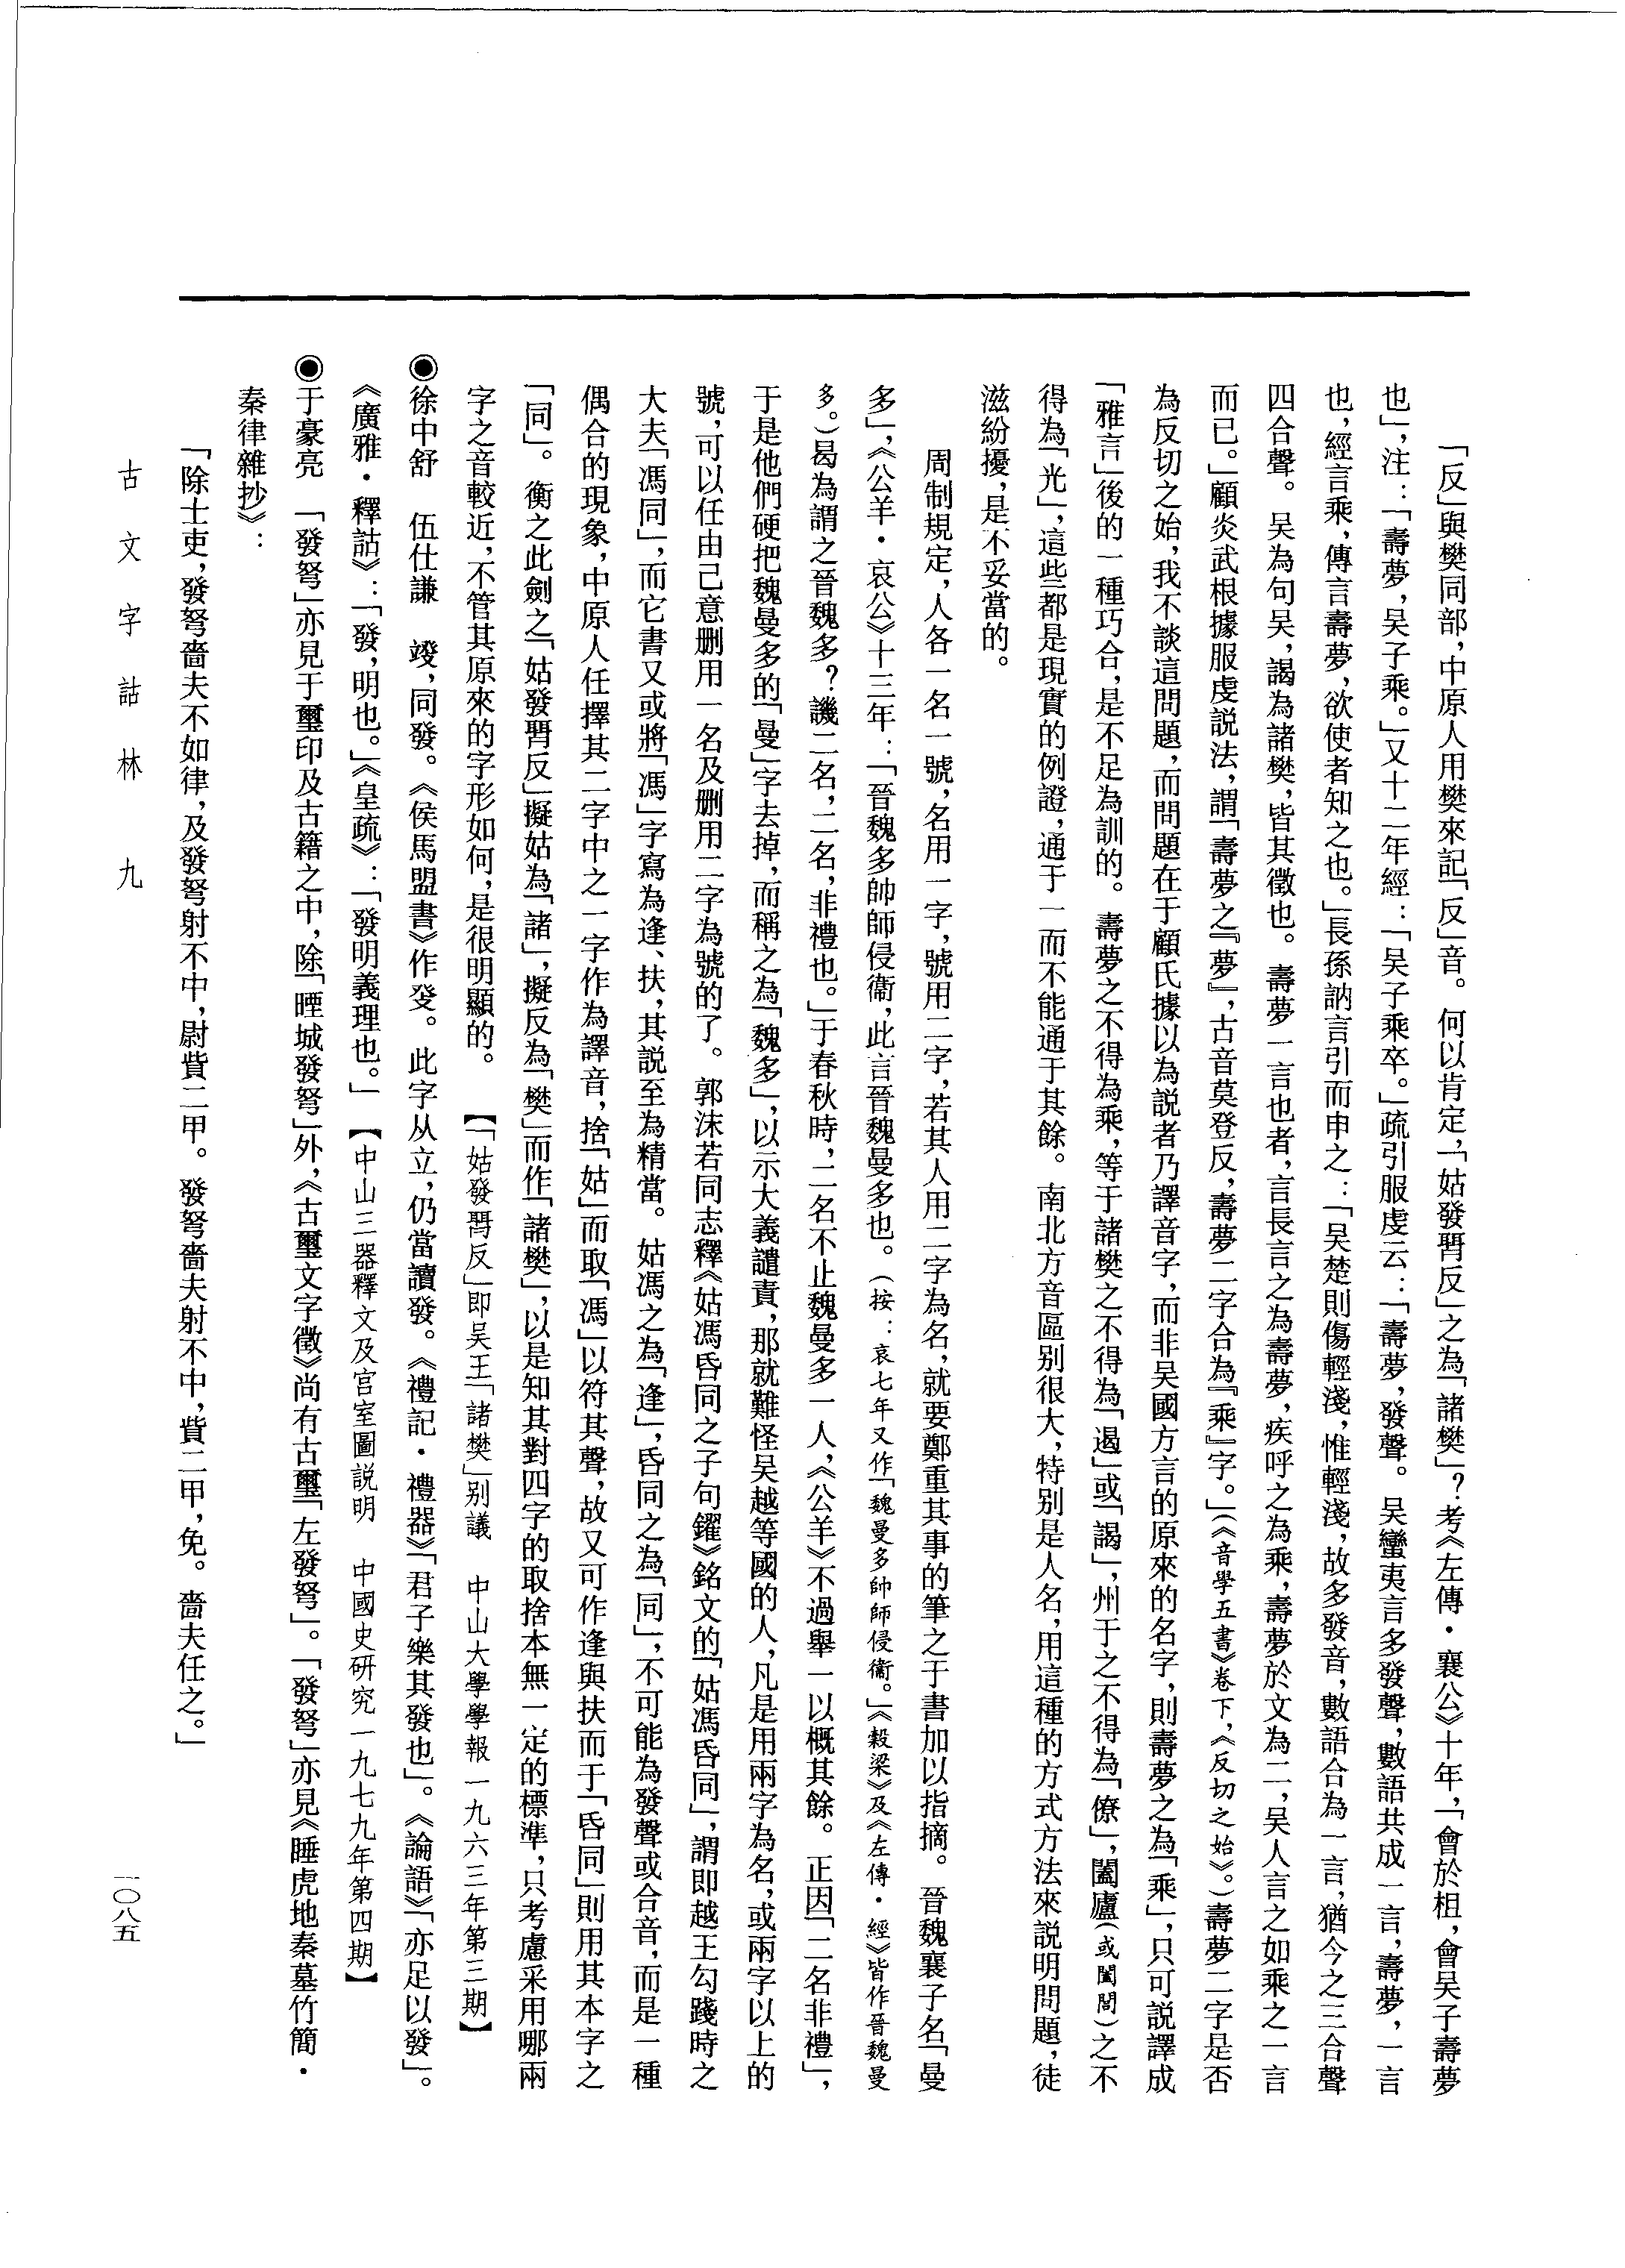 「反」與樊同部，中原人用樊來記「反」音。何以肯定，「姑發䎽反」之為「諸樊」？考《左傳・襄公》十年，「會於柤，會吴子壽夢
也」，注：「壽夢，吴子乘。」又十二年經：「吴子乘卒。」疏引服虔云：「壽夢，發聲。吴蠻夷言多發聲，數語共成一言，壽夢，一言
也，經言乘，傳言壽夢，欲使者知之也。」長孫訥言引而申之：「吴楚則傷輕淺，惟輕淺，故多發音，數語合為一言，猶今之三合聲
四合聲。吴為句吴，謁為諸樊，皆其徵也。壽夢一言也者，言長言之為壽夢，疾呼之為乘，壽夢於文為二，吴人言之如乘之一言
而已。」顧炎武根據服虔説法，謂「壽夢之『夢』，古音莫登反，壽夢二字合為『乘』字。」（《音學五書》卷下，《反切之始》。）壽夢二字是否
為反切之始，我不談這問題，而問題在于顧氏據以為説者乃譯音字，而非吴國方言的原來的名字，則壽夢之為「乘」，只可説譯成
「雅言」後的一種巧合，是不足為訓的。壽夢之不得為乘，等于諸樊之不得為「遏」或「謁」，州于之不得為「僚」，闔廬（或闔閭）之不
得為「光」，這些都是現實的例證，通于一而不能通于其餘。南北方音區别很大，特别是人名，用這種的方式方法來説明問題，徒
滋紛擾，是不妥當的。
周制規定，人各一名一號，名用一字，號用二字，若其人用二字為名，就要鄭重其事的筆之于書加以指摘。晉魏襄子名「曼
多」，《公羊・哀公》十三年：「晉魏多帥師侵衞，此言晉魏曼多也。（按：哀七年又作「魏曼多帥師侵衞。」《穀梁》及《左傳・經》皆作晉魏曼
多。）曷為謂之晉魏多？譏二名，二名，非禮也。」于春秋時，二名不止魏曼多一人，《公羊》不過舉一以概其餘。正因「二名非禮」，
于是他們硬把魏曼多的「曼」字去掉，而稱之為「魏多」，以示大義譴責，那就難怪吴越等國的人，凡是用兩字為名，或兩字以上的
號，可以任由己意删用一名及删用二字為號的了。郭沫若同志釋《姑馮昏同之子句鑃》銘文的「姑馮昏同」，謂即越王勾踐時之
大夫「馮同」，而它書又或將「馮」字寫為逢、扶，其説至為精當。姑馮之為「逢」，昏同之為「同」，不可能為發聲或合音，而是一種
偶合的現象，中原人任擇其二字中之一字作為譯音，捨「姑」而取「馮」以符其聲，故又可作逢與扶而于「昏同」則用其本字之
「同」。衡之此劍之「姑發䎽反」擬姑為「諸」，擬反為「樊」而作「諸樊」，以是知其對四字的取捨本無一定的標準，只考慮采用哪兩
字之音較近，不管其原來的字形如何，是很明顯的。【「姑發䎽反」即吴王「諸樊」别議　中山大學學報一九六三年第三期】
◉徐中舒　伍仕謙　竣，同發。《侯馬盟書》作癹。此字从立，仍當讀發。《禮記・禮器》「君子樂其發也」。《論語》「亦足以發」。
《廣雅・釋詁》：「發，明也。」《皇疏》：「發明義理也。」【中山三器釋文及宫室圖説明　中國史研究一九七九年第四期】
◉于豪亮　「發弩」亦見于璽印及古籍之中，除「㽪城發弩」外，《古璽文字徵》尚有古璽「左發弩」。「發弩」亦見《睡虎地秦墓竹簡・
秦律雜抄》：
「除士吏，發弩嗇夫不如律，及發弩射不中，尉貲二甲。發弩嗇夫射不中，貲二甲，免。嗇夫任之。」
古文字詁林　九
一〇八五